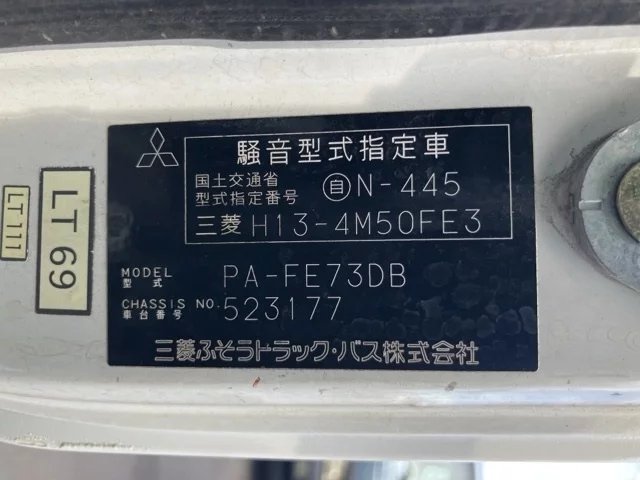 騒音型式指定車
国土交通省
型式指定番号
自N-445
三菱 H13-4M50FE3
MODEL
型式
PA-FE73DB
CHASSIS NO.
車台番号
523177
三菱ふそうトラック・バス株式会社
LT 69
LT111